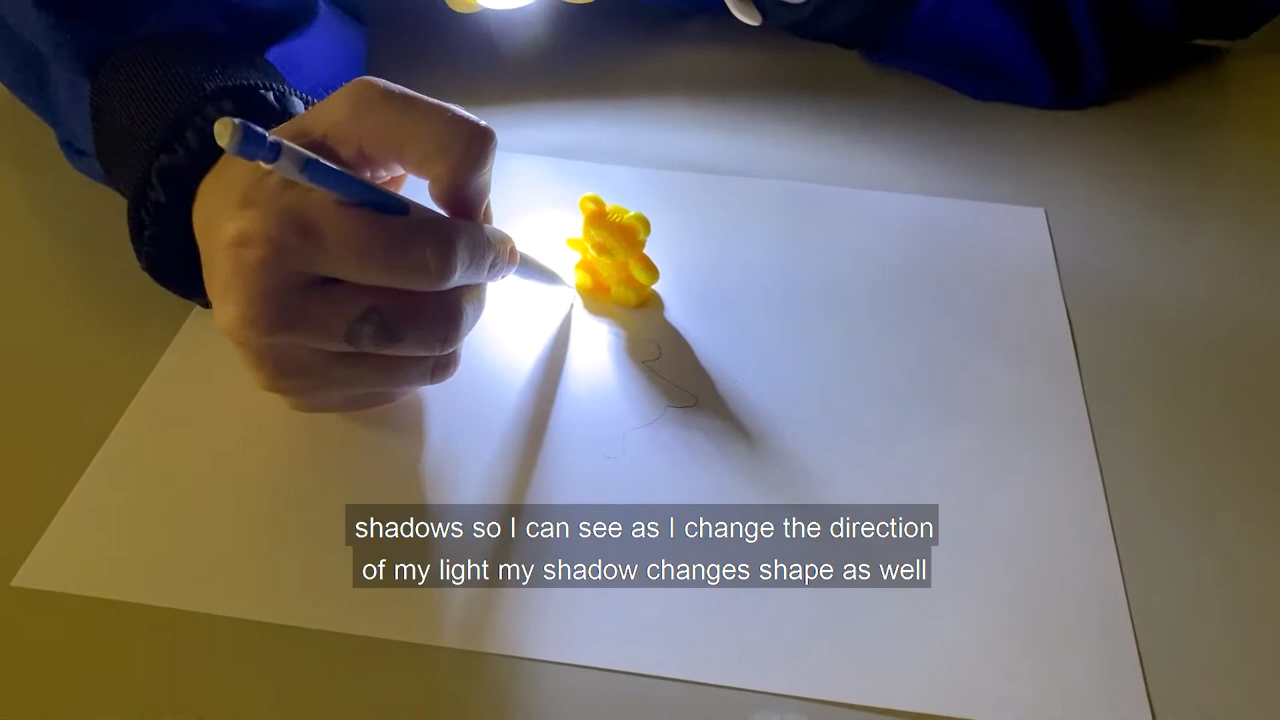 shadows so I can see as I change the direction
of my light my shadow changes shape as well